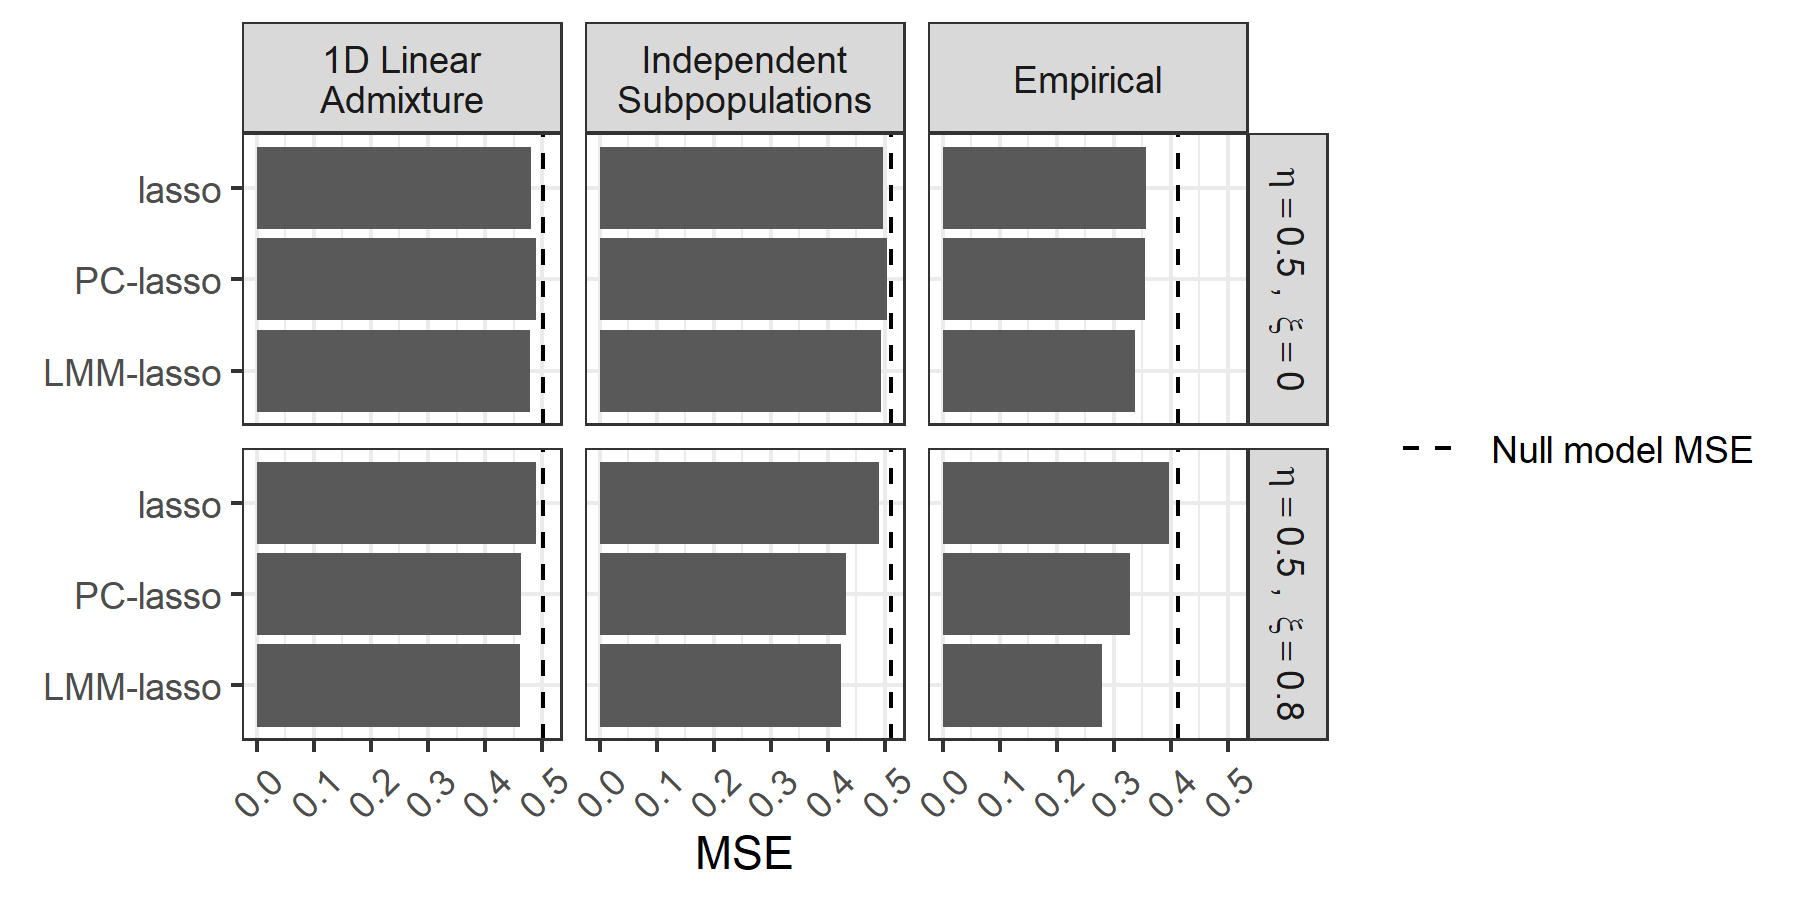 1D Linear
Admixture
Independent
Subpopulations
Empirical
lasso
PC-lasso
LMM-lasso
η = 0.5 , ξ = 0
lasso
PC-lasso
LMM-lasso
η = 0.5 , ξ = 0.8
0.0 0.1 0.2 0.3 0.4 0.5
0.0 0.1 0.2 0.3 0.4 0.5
0.0 0.1 0.2 0.3 0.4 0.5
MSE
Null model MSE